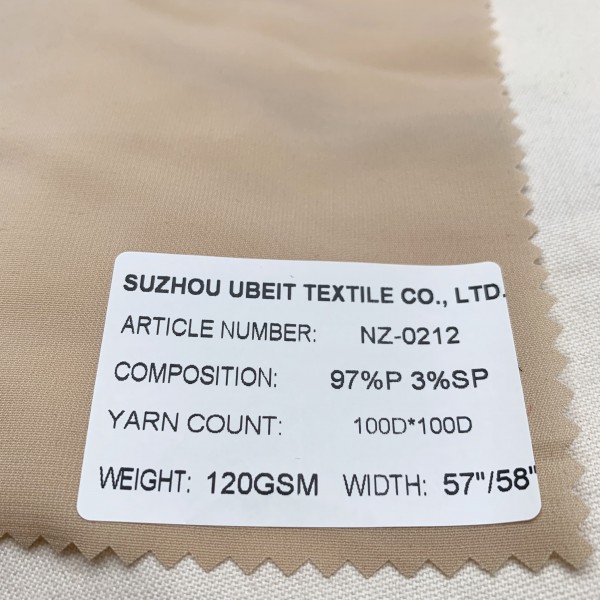 SUZHOU UBEIT TEXTILE CO., LTD.
ARTICLE NUMBER: NZ-0212
COMPOSITION: 97%P 3%SP
YARN COUNT: 100D*100D
WEIGHT: 120GSM WIDTH: 57"/58"